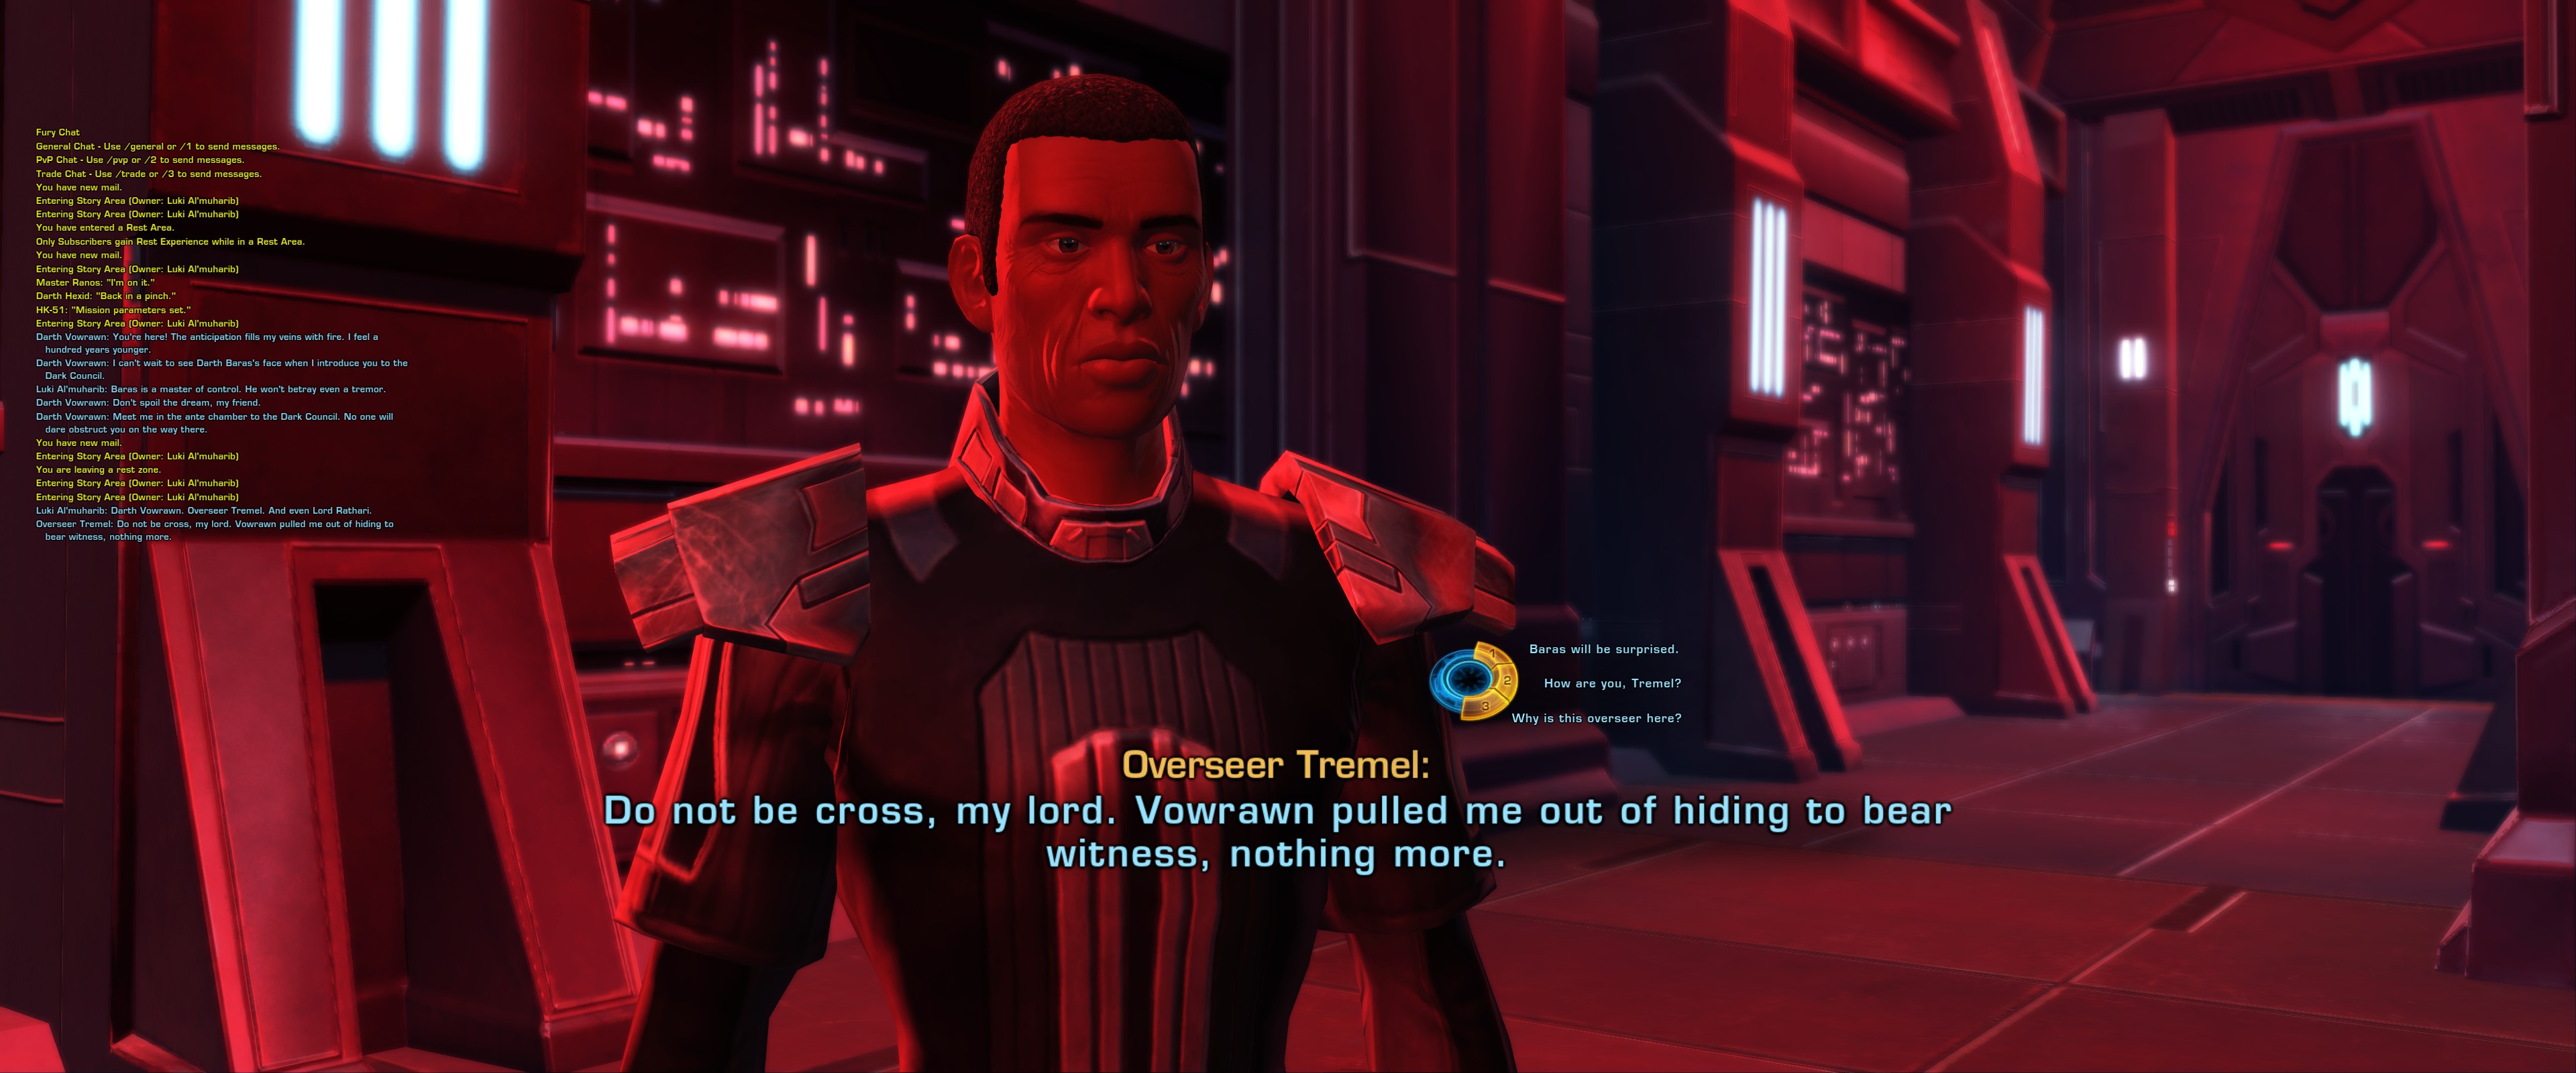 Fury Chat
General Chat - Use /general or /1 to send messages.
PvP Chat - Use /pvp or /2 to send messages.
Trade Chat - Use /trade or /3 to send messages.
You have new mail.
Entering Story Area (Owner: Luki Al'muharib)
Entering Story Area (Owner: Luki Al'muharib)
You have entered a Rest Area.
Only Subscribers gain Rest Experience while in a Rest Area.
You have new mail.
Entering Story Area (Owner: Luki Al'muharib)
Master Ranos: "I'm on it."
Darth Hexid: "Back in a pinch."
HK-51: "Mission parameters set."
Entering Story Area (Owner: Luki Al'muharib)
Darth Vowrawn: You're here! The anticipation fills my veins with fire. I feel a
hundred years younger.
Darth Vowrawn: I can't wait to see Darth Baras's face when I introduce you to the
Dark Council.
Luki Al'muharib: Baras is a master of control. He won't betray even a tremor.
Darth Vowrawn: Don't spoil the dream, my friend.
Darth Vowrawn: Meet me in the ante chamber to the Dark Council. No one will
dare obstruct you on the way there.
You have new mail.
Entering Story Area (Owner: Luki Al'muharib)
You are leaving a rest zone.
Entering Story Area (Owner: Luki Al'muharib)
Entering Story Area (Owner: Luki Al'muharib)
Luki Al'muharib: Darth Vowrawn. Overseer Tremel. And even Lord Rathari.
Overseer Tremel: Do not be cross, my lord. Vowrawn pulled me out of hiding to
bear witness, nothing more.
1 Baras will be surprised.
2 How are you, Tremel?
3 Why is this overseer here?
Overseer Tremel:
Do not be cross, my lord. Vowrawn pulled me out of hiding to bear
witness, nothing more.